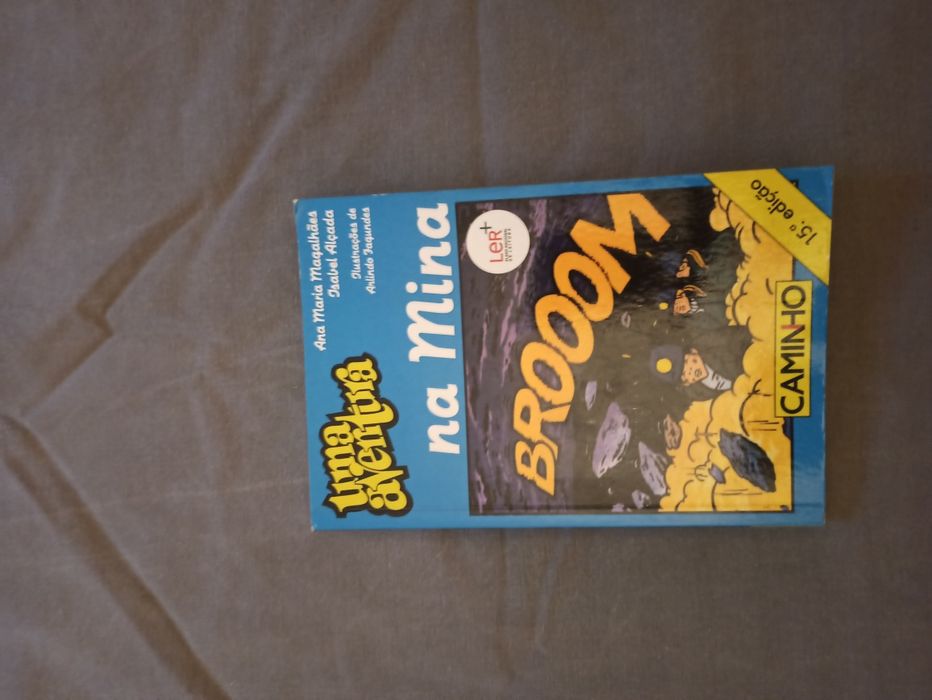 uma
aventura
Ana Maria Magalhães
Isabel Alçada
Ilustrações de
Arlindo Fagundes
na Mina
LeR+
BROOOM
CAMINHO
15.ª edição